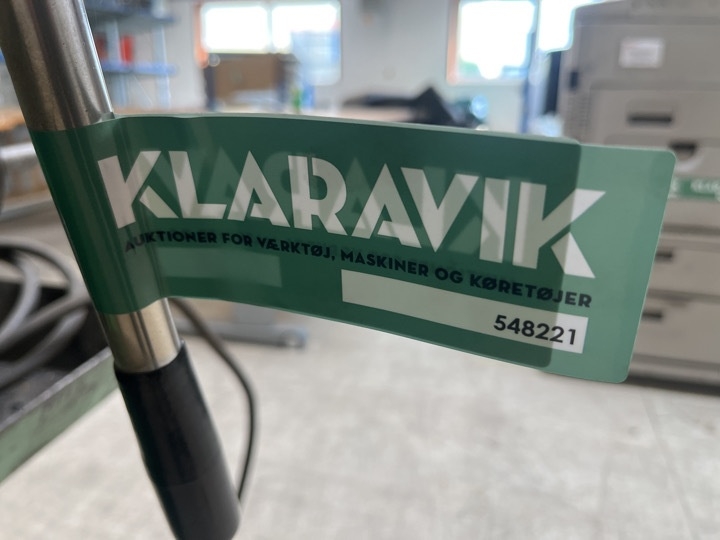 KLARAVIK
AUKTIONER FOR VÆRKTØJ, MASKINER OG KØRETØJER
548221